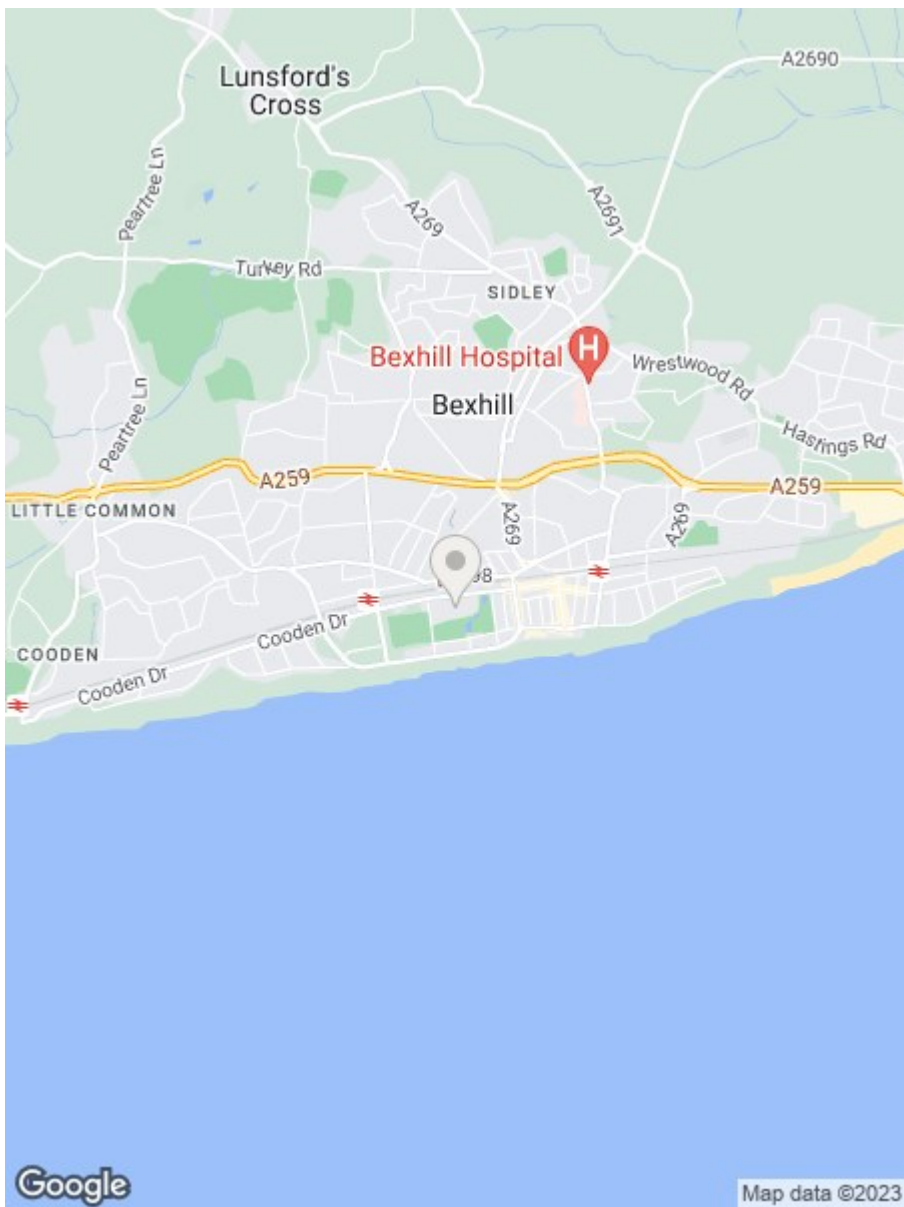 A2690
Lunsford's
Cross
Peartree Ln
A269
A2691
Turkey Rd
SIDLEY
Bexhill Hospital H
Wrestwood Rd
Bexhill
Peartree Ln
Hastings Rd
A259
A259
LITTLE COMMON
A269
A269
98
Cooden Dr
COODEN
Cooden Dr
Google
Map data ©2023